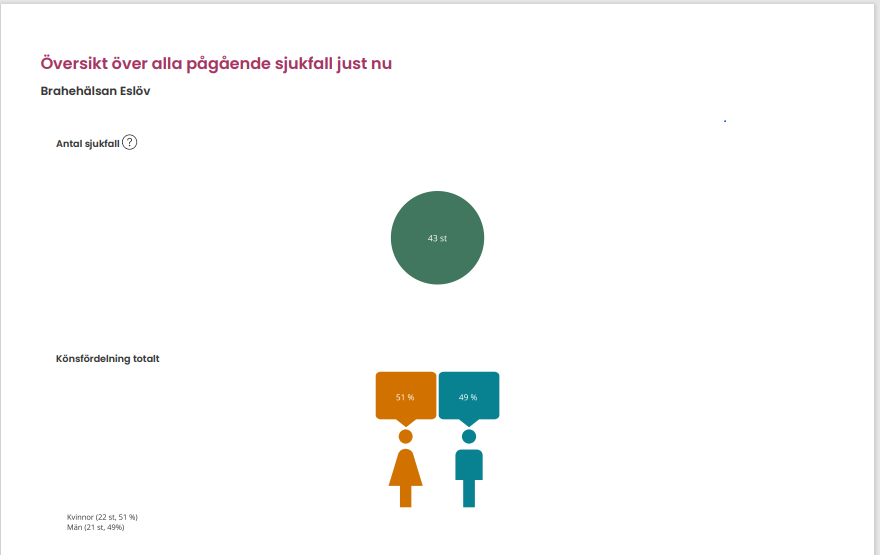 Översikt över alla pågående sjukfall just nu
Brahehälsan Eslöv
Antal sjukfall ?
43 st
Könsfördelning totalt
51 % 49 %
Kvinnor (22 st, 51 %)
Män (21 st, 49%)